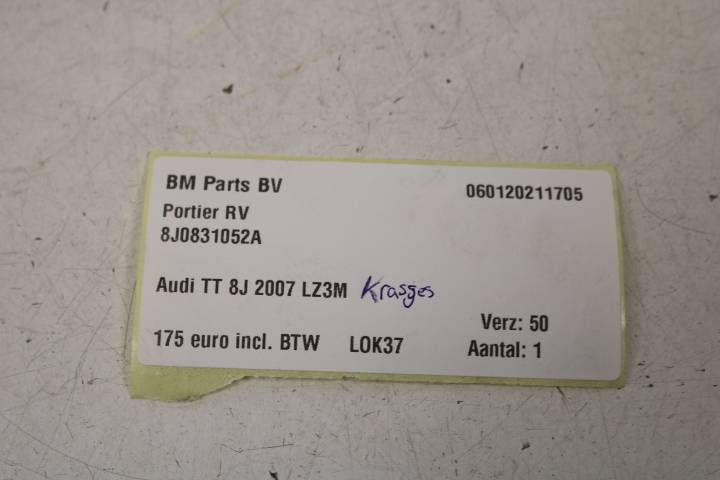 BM Parts BV 060120211705
Portier RV
8J0831052A
Audi TT 8J 2007 LZ3M Krasjes
Verz: 50
175 euro incl. BTW LOK37 Aantal: 1